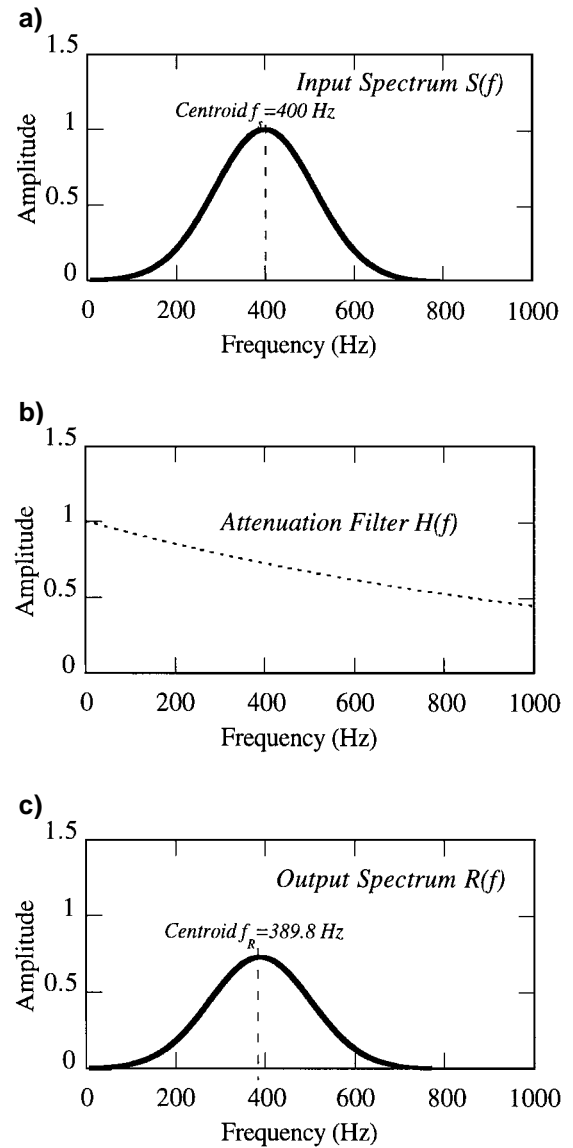 a)
1.5
Input Spectrum S(f)
Centroid f_s=400 Hz
1
Amplitude
0.5
0
0 200 400 600 800 1000
Frequency (Hz)
b)
1.5
Attenuation Filter H(f)
1
Amplitude
0.5
0
0 200 400 600 800 1000
Frequency (Hz)
c)
1.5
Output Spectrum R(f)
1
Centroid f_R=389.8 Hz
Amplitude
0.5
0
0 200 400 600 800 1000
Frequency (Hz)